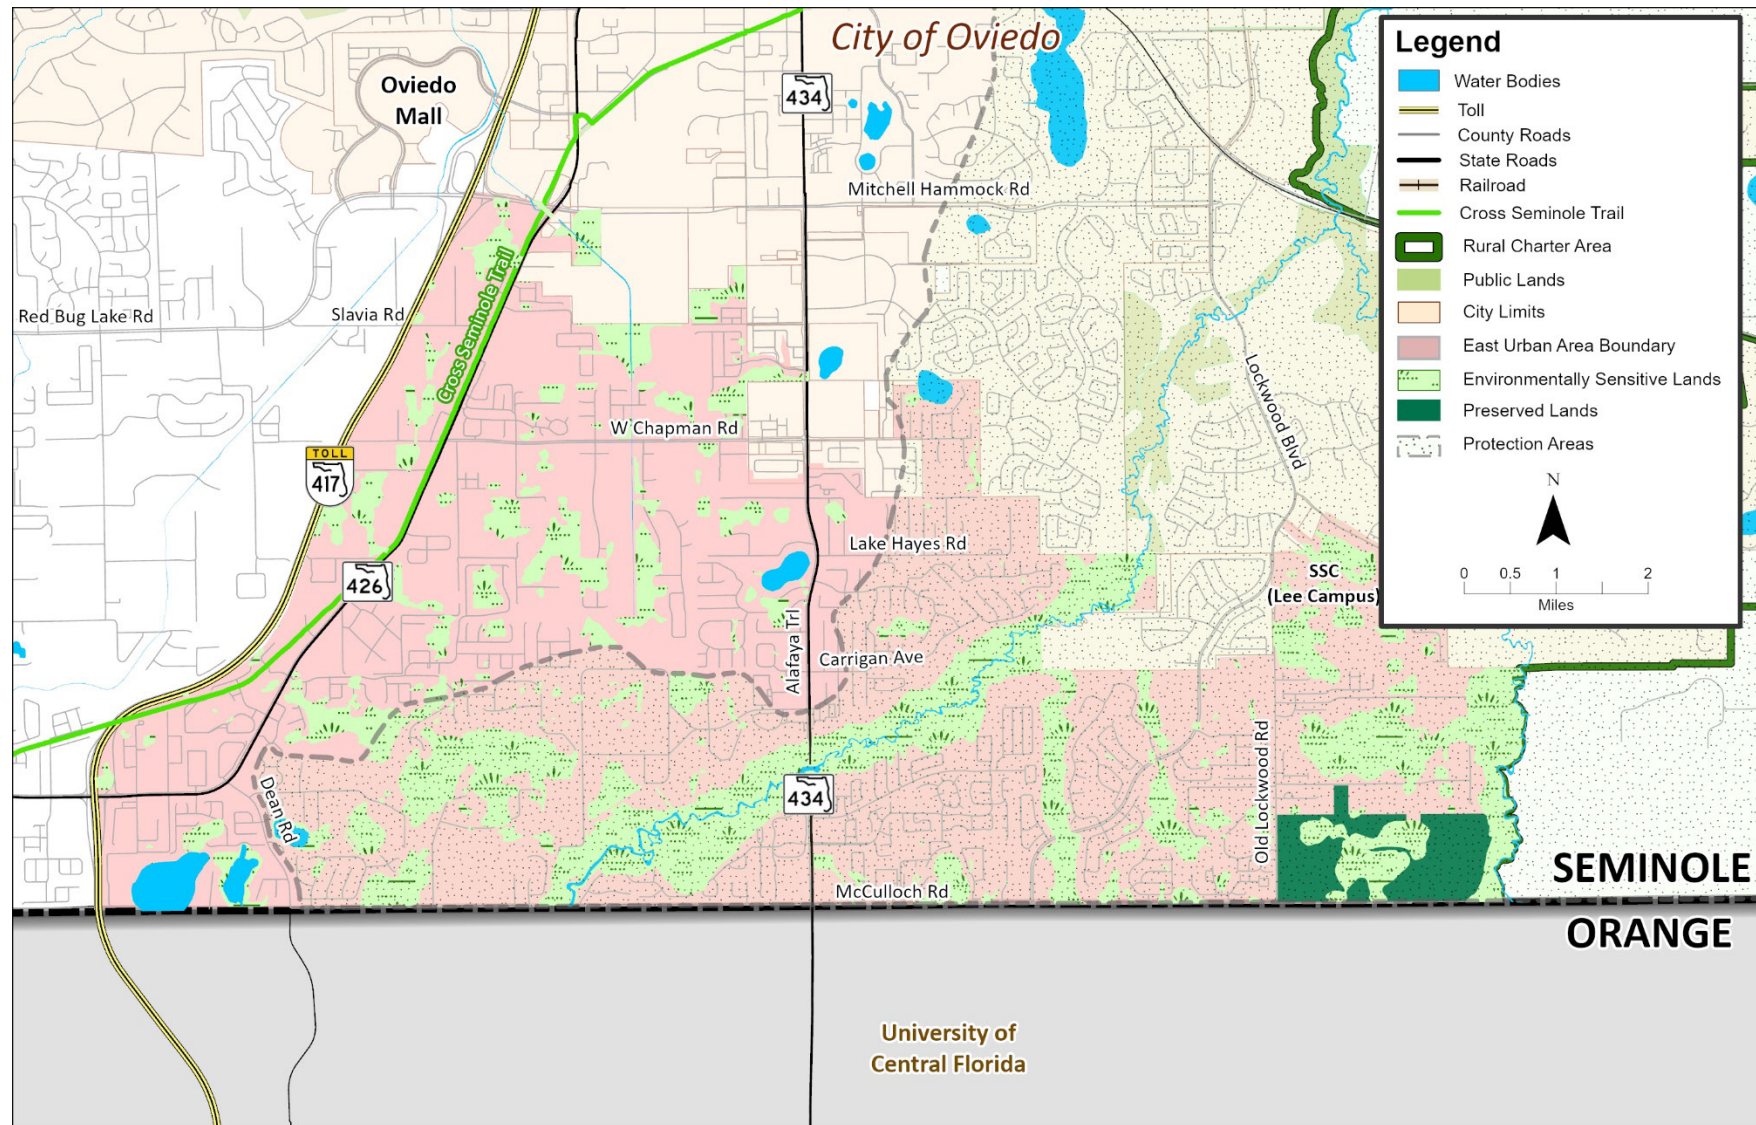 City of Oviedo
Oviedo
Mall
434
Mitchell Hammock Rd
Red Bug Lake Rd
Slavia Rd
Cross Seminole Trail
W Chapman Rd
Lockwood Blvd
TOLL
417
Lake Hayes Rd
426
SSC
(Lee Campus)
Alafaya Trl
Carrigan Ave
Old Lockwood Rd
434
Dean Rd
McCulloch Rd
SEMINOLE
ORANGE
University of
Central Florida
Legend
Water Bodies
Toll
County Roads
State Roads
Railroad
Cross Seminole Trail
Rural Charter Area
Public Lands
City Limits
East Urban Area Boundary
Environmentally Sensitive Lands
Preserved Lands
Protection Areas
N
0 0.5 1 2
Miles